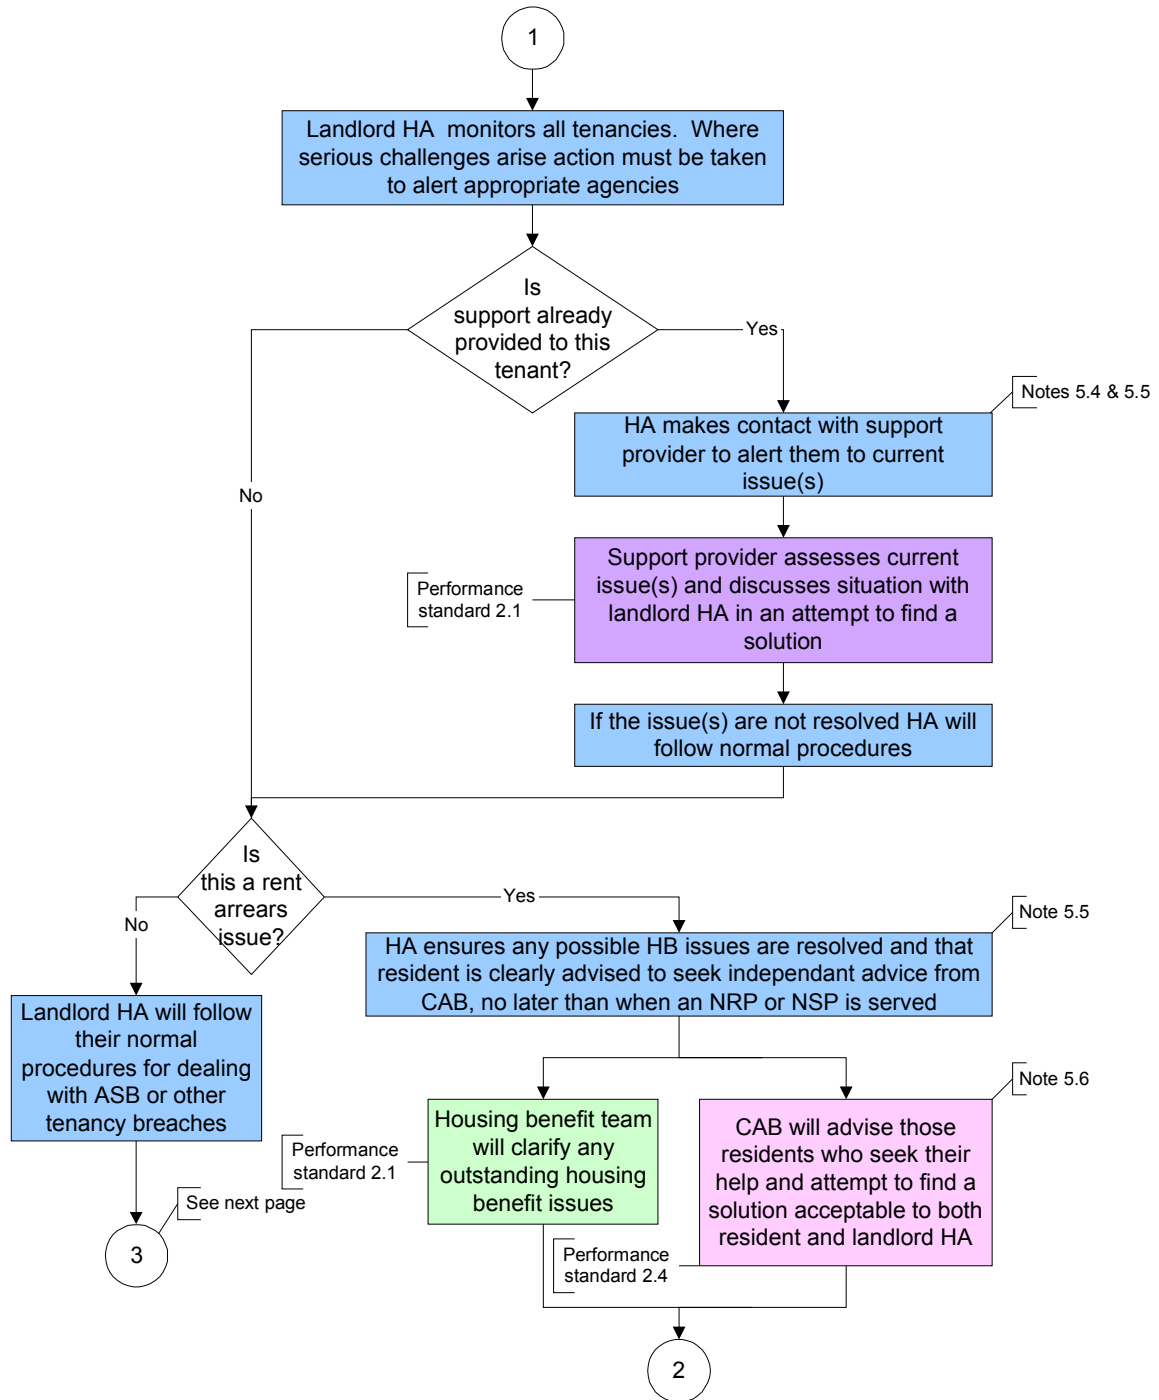 1
Landlord HA monitors all tenancies. Where
serious challenges arise action must be taken
to alert appropriate agencies
Is
support already
provided to this
tenant?
Yes
No
Notes 5.4 & 5.5
HA makes contact with support
provider to alert them to current
issue(s)
Performance
standard 2.1
Support provider assesses current
issue(s) and discusses situation with
landlord HA in an attempt to find a
solution
If the issue(s) are not resolved HA will
follow normal procedures
Is
this a rent
arrears
issue?
No
Yes
Note 5.5
HA ensures any possible HB issues are resolved and that
resident is clearly advised to seek independant advice from
CAB, no later than when an NRP or NSP is served
Landlord HA will follow
their normal
procedures for dealing
with ASB or other
tenancy breaches
See next page
3
Performance
standard 2.1
Housing benefit team
will clarify any
outstanding housing
benefit issues
Note 5.6
CAB will advise those
residents who seek their
help and attempt to find a
solution acceptable to both
resident and landlord HA
Performance
standard 2.4
2